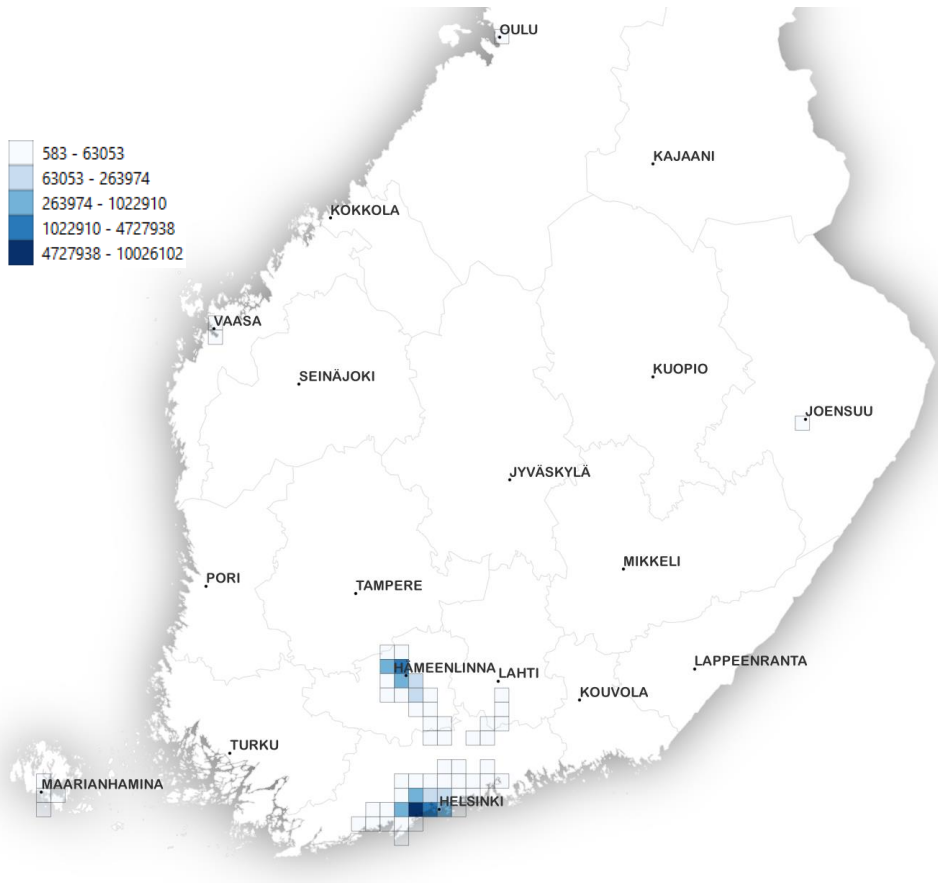 OULU
583 - 63053
63053 - 263974
263974 - 1022910
1022910 - 4727938
4727938 - 10026102
KAJAANI
KOKKOLA
VAASA
SEINÄJOKI
KUOPIO
JOENSUU
JYVÄSKYLÄ
MIKKELI
PORI
TAMPERE
HÄMEENLINNA
LAHTI
LAPPEENRANTA
KOUVOLA
TURKU
MAARIANHAMINA
HELSINKI